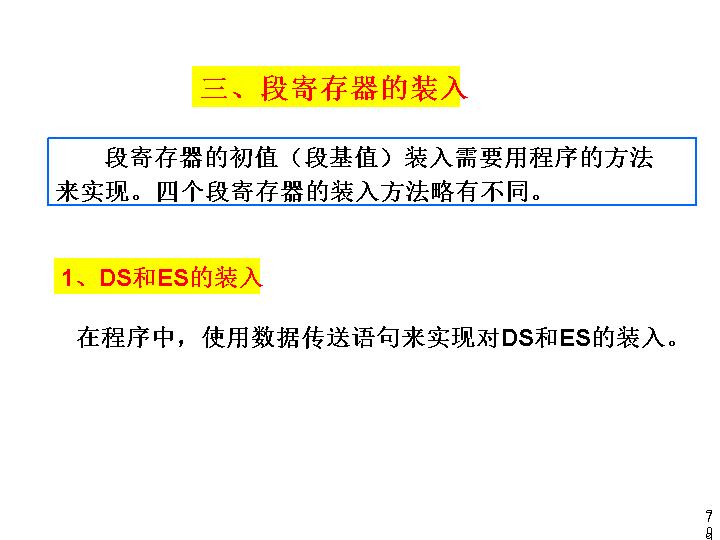 三、段寄存器的装入
段寄存器的初值（段基值）装入需要用程序的方法
来实现。四个段寄存器的装入方法略有不同。
1、DS和ES的装入
在程序中，使用数据传送语句来实现对DS和ES的装入。
7